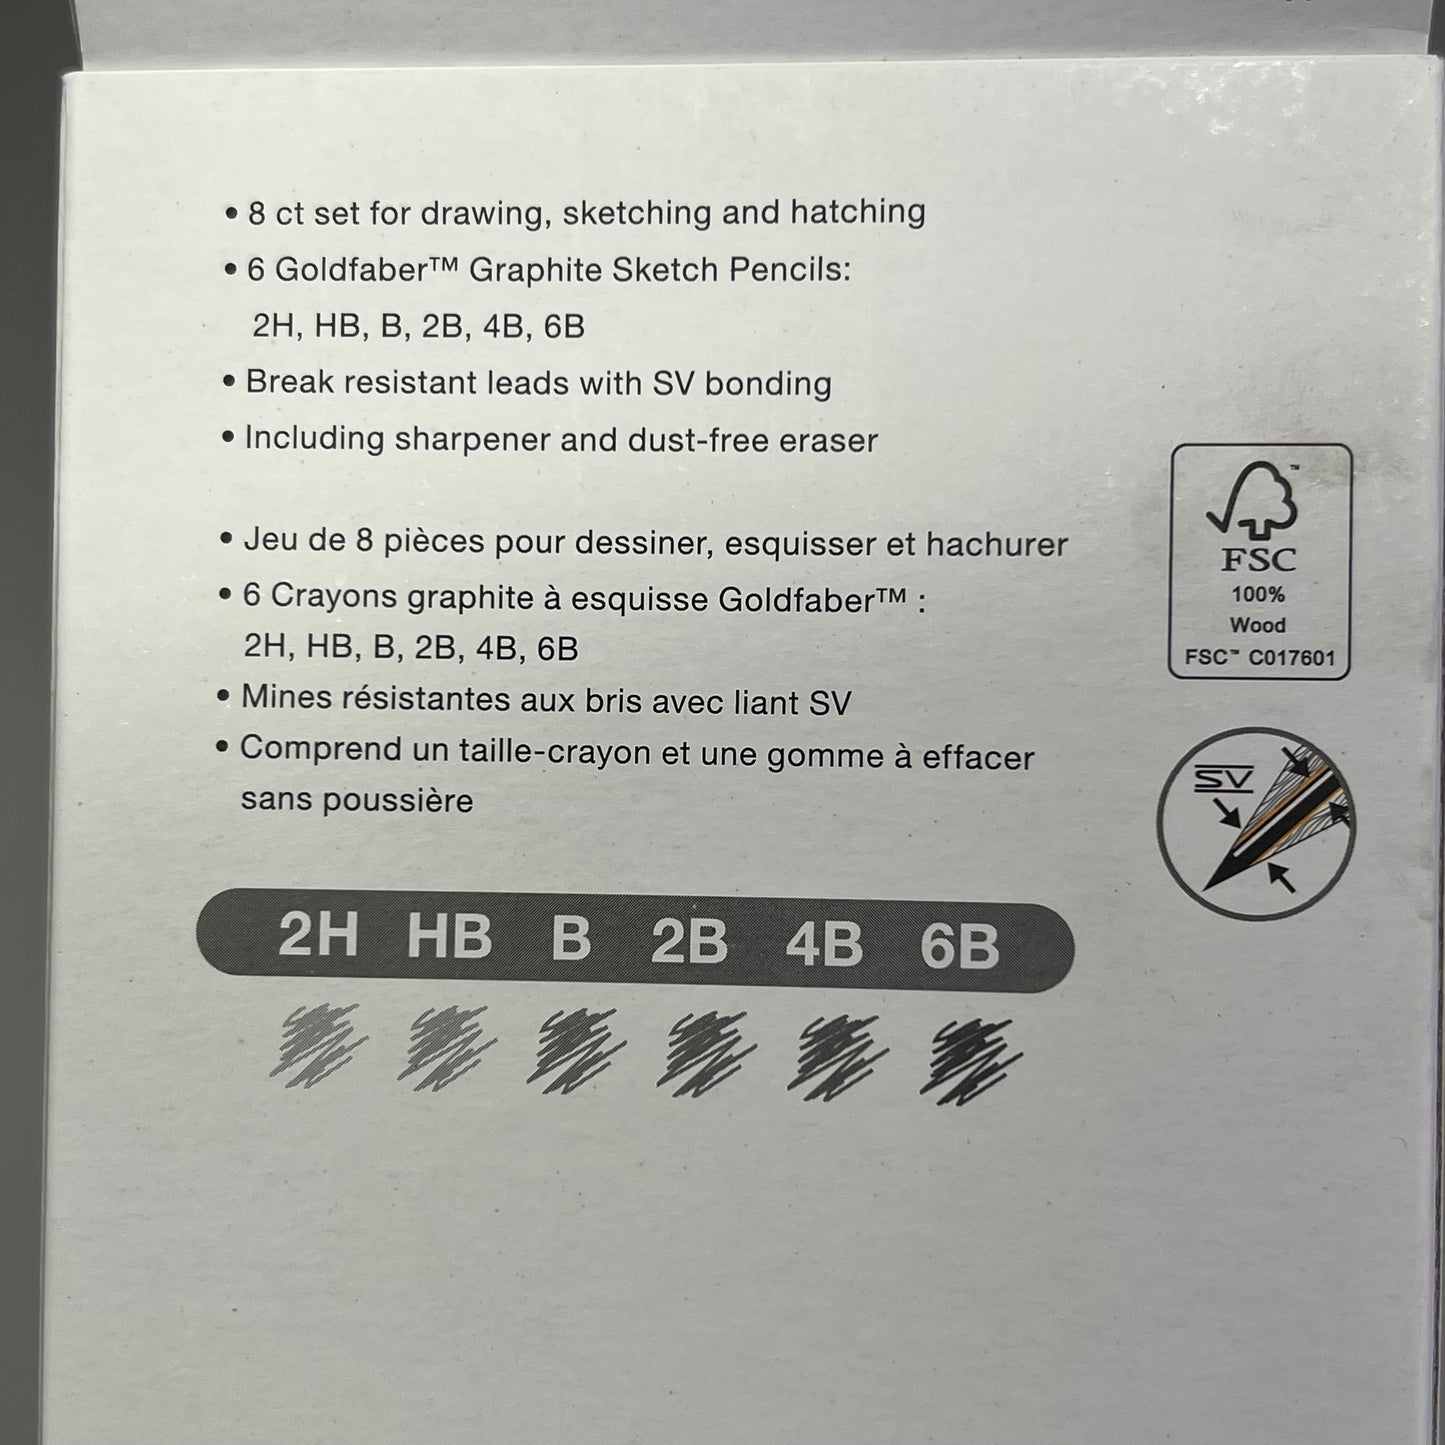 • 8 ct set for drawing, sketching and hatching
• 6 Goldfaber™ Graphite Sketch Pencils:
2H, HB, B, 2B, 4B, 6B
• Break resistant leads with SV bonding
• Including sharpener and dust-free eraser
• Jeu de 8 pièces pour dessiner, esquisser et hachurer
• 6 Crayons graphite à esquisse Goldfaber™ :
2H, HB, B, 2B, 4B, 6B
• Mines résistantes aux bris avec liant SV
• Comprend un taille-crayon et une gomme à effacer
sans poussière
2H HB B 2B 4B 6B
™
FSC
100%
Wood
FSC™ C017601
SV